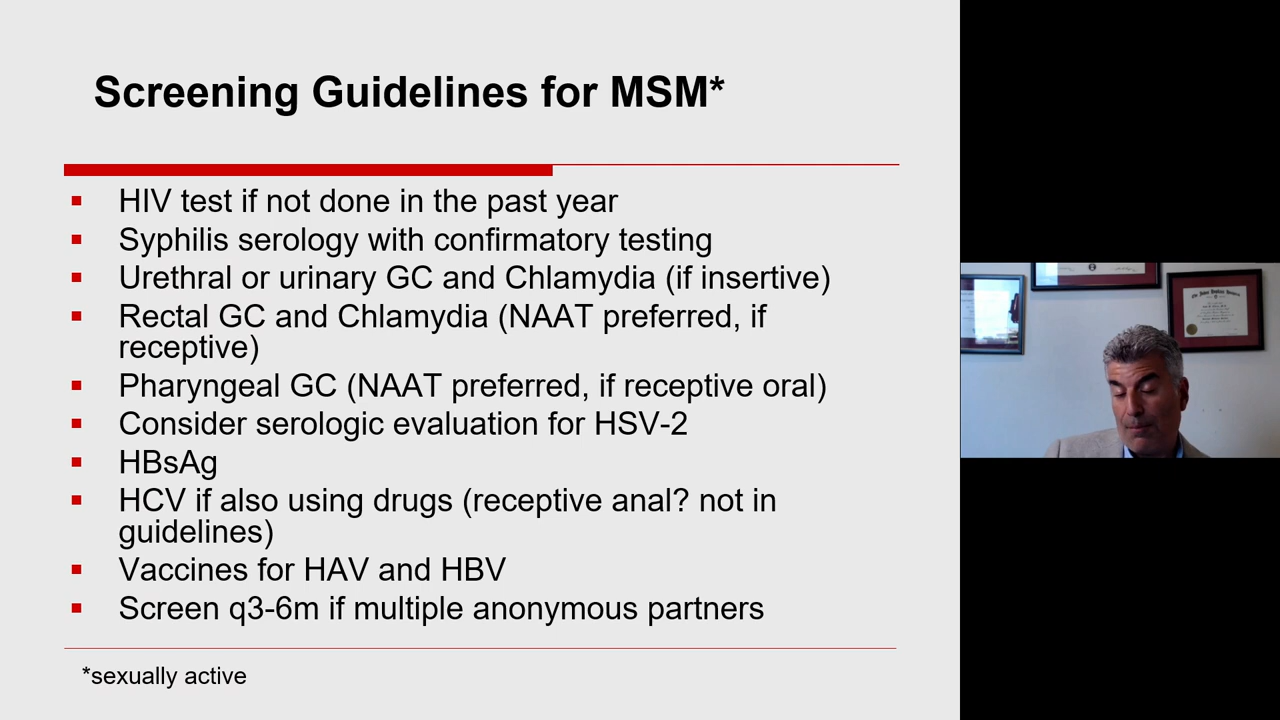 Screening Guidelines for MSM*
HIV test if not done in the past year
Syphilis serology with confirmatory testing
Urethral or urinary GC and Chlamydia (if insertive)
Rectal GC and Chlamydia (NAAT preferred, if
receptive)
Pharyngeal GC (NAAT preferred, if receptive oral)
Consider serologic evaluation for HSV-2
HBsAg
HCV if also using drugs (receptive anal? not in
guidelines)
Vaccines for HAV and HBV
Screen q3-6m if multiple anonymous partners
*sexually active